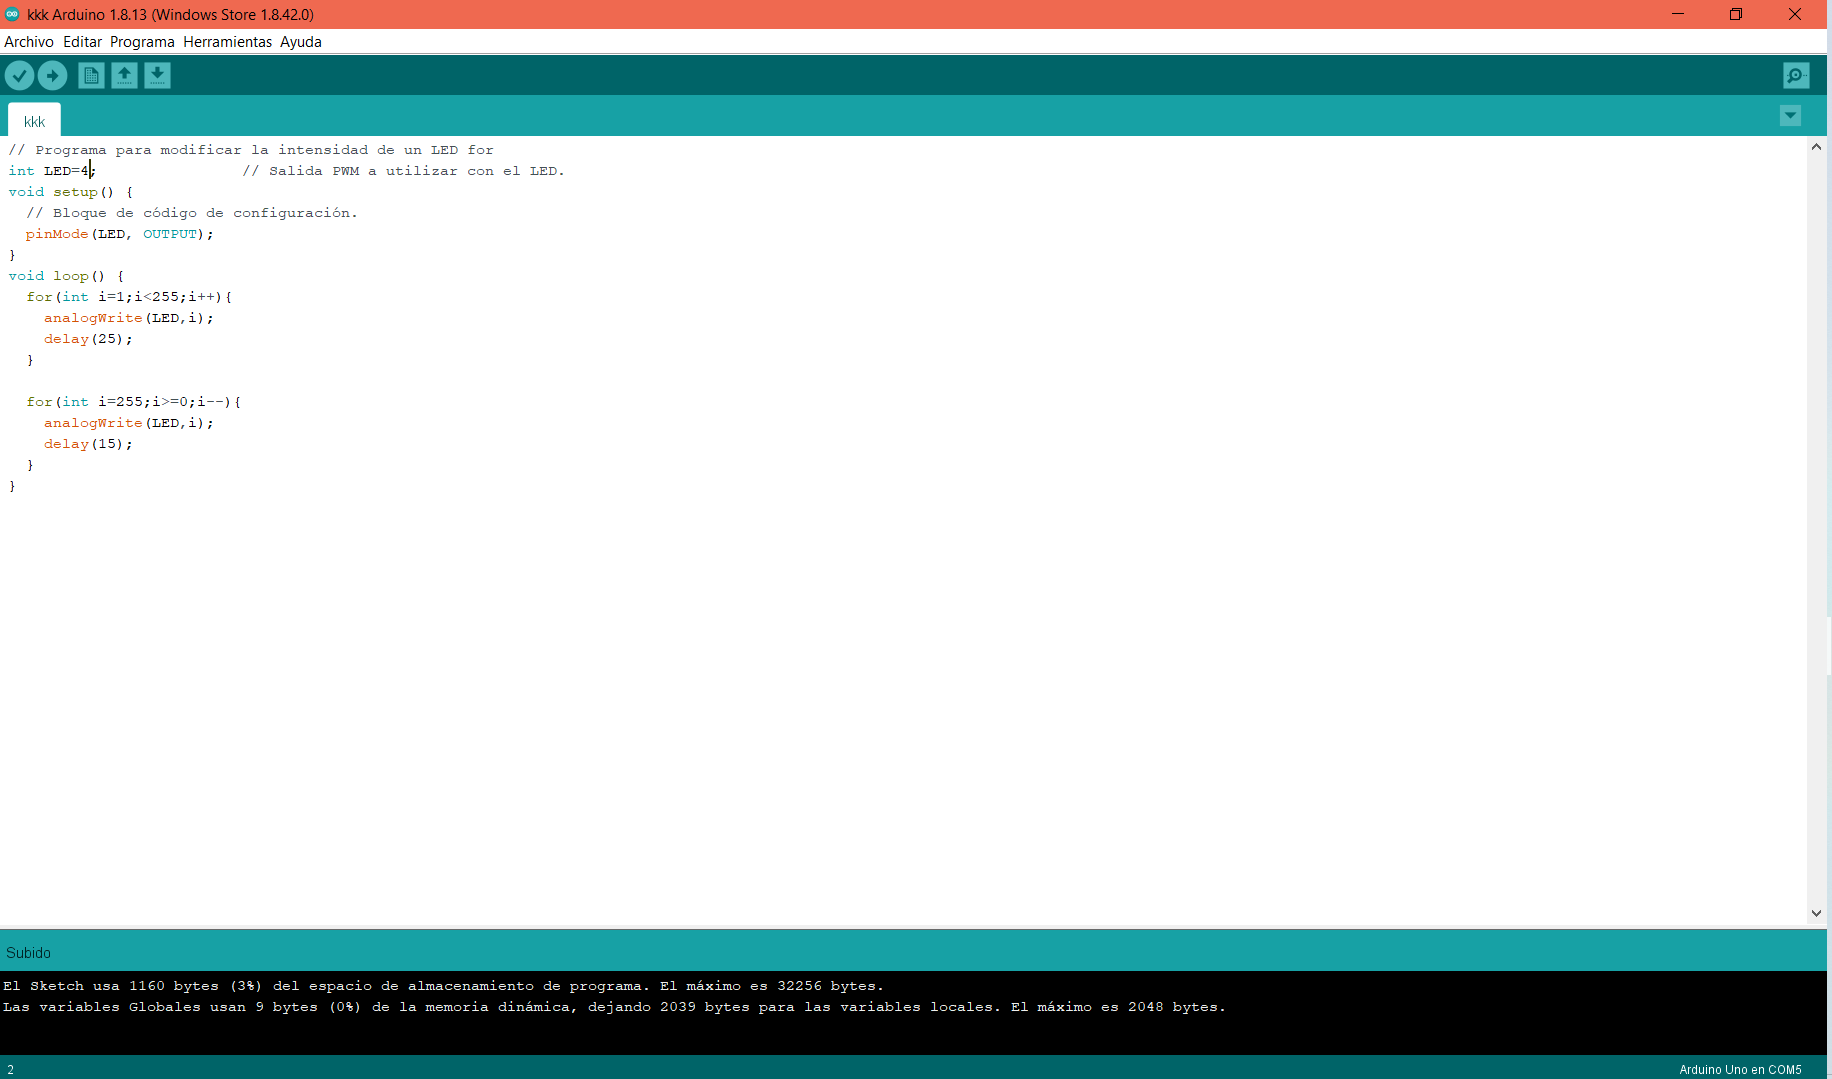 kkk Arduino 1.8.13 (Windows Store 1.8.42.0)
Archivo Editar Programa Herramientas Ayuda
kkk
// Programa para modificar la intensidad de un LED for
int LED=4; // Salida PWM a utilizar con el LED.
void setup() {
  // Bloque de código de configuración.
  pinMode(LED, OUTPUT);
}
void loop() {
  for(int i=1;i<255;i++){
    analogWrite(LED,i);
    delay(25);
  }
  for(int i=255;i>=0;i--){
    analogWrite(LED,i);
    delay(15);
  }
}
Subido
El Sketch usa 1160 bytes (3%) del espacio de almacenamiento de programa. El máximo es 32256 bytes.
Las variables Globales usan 9 bytes (0%) de la memoria dinámica, dejando 2039 bytes para las variables locales. El máximo es 2048 bytes.
2 Arduino Uno en COM5